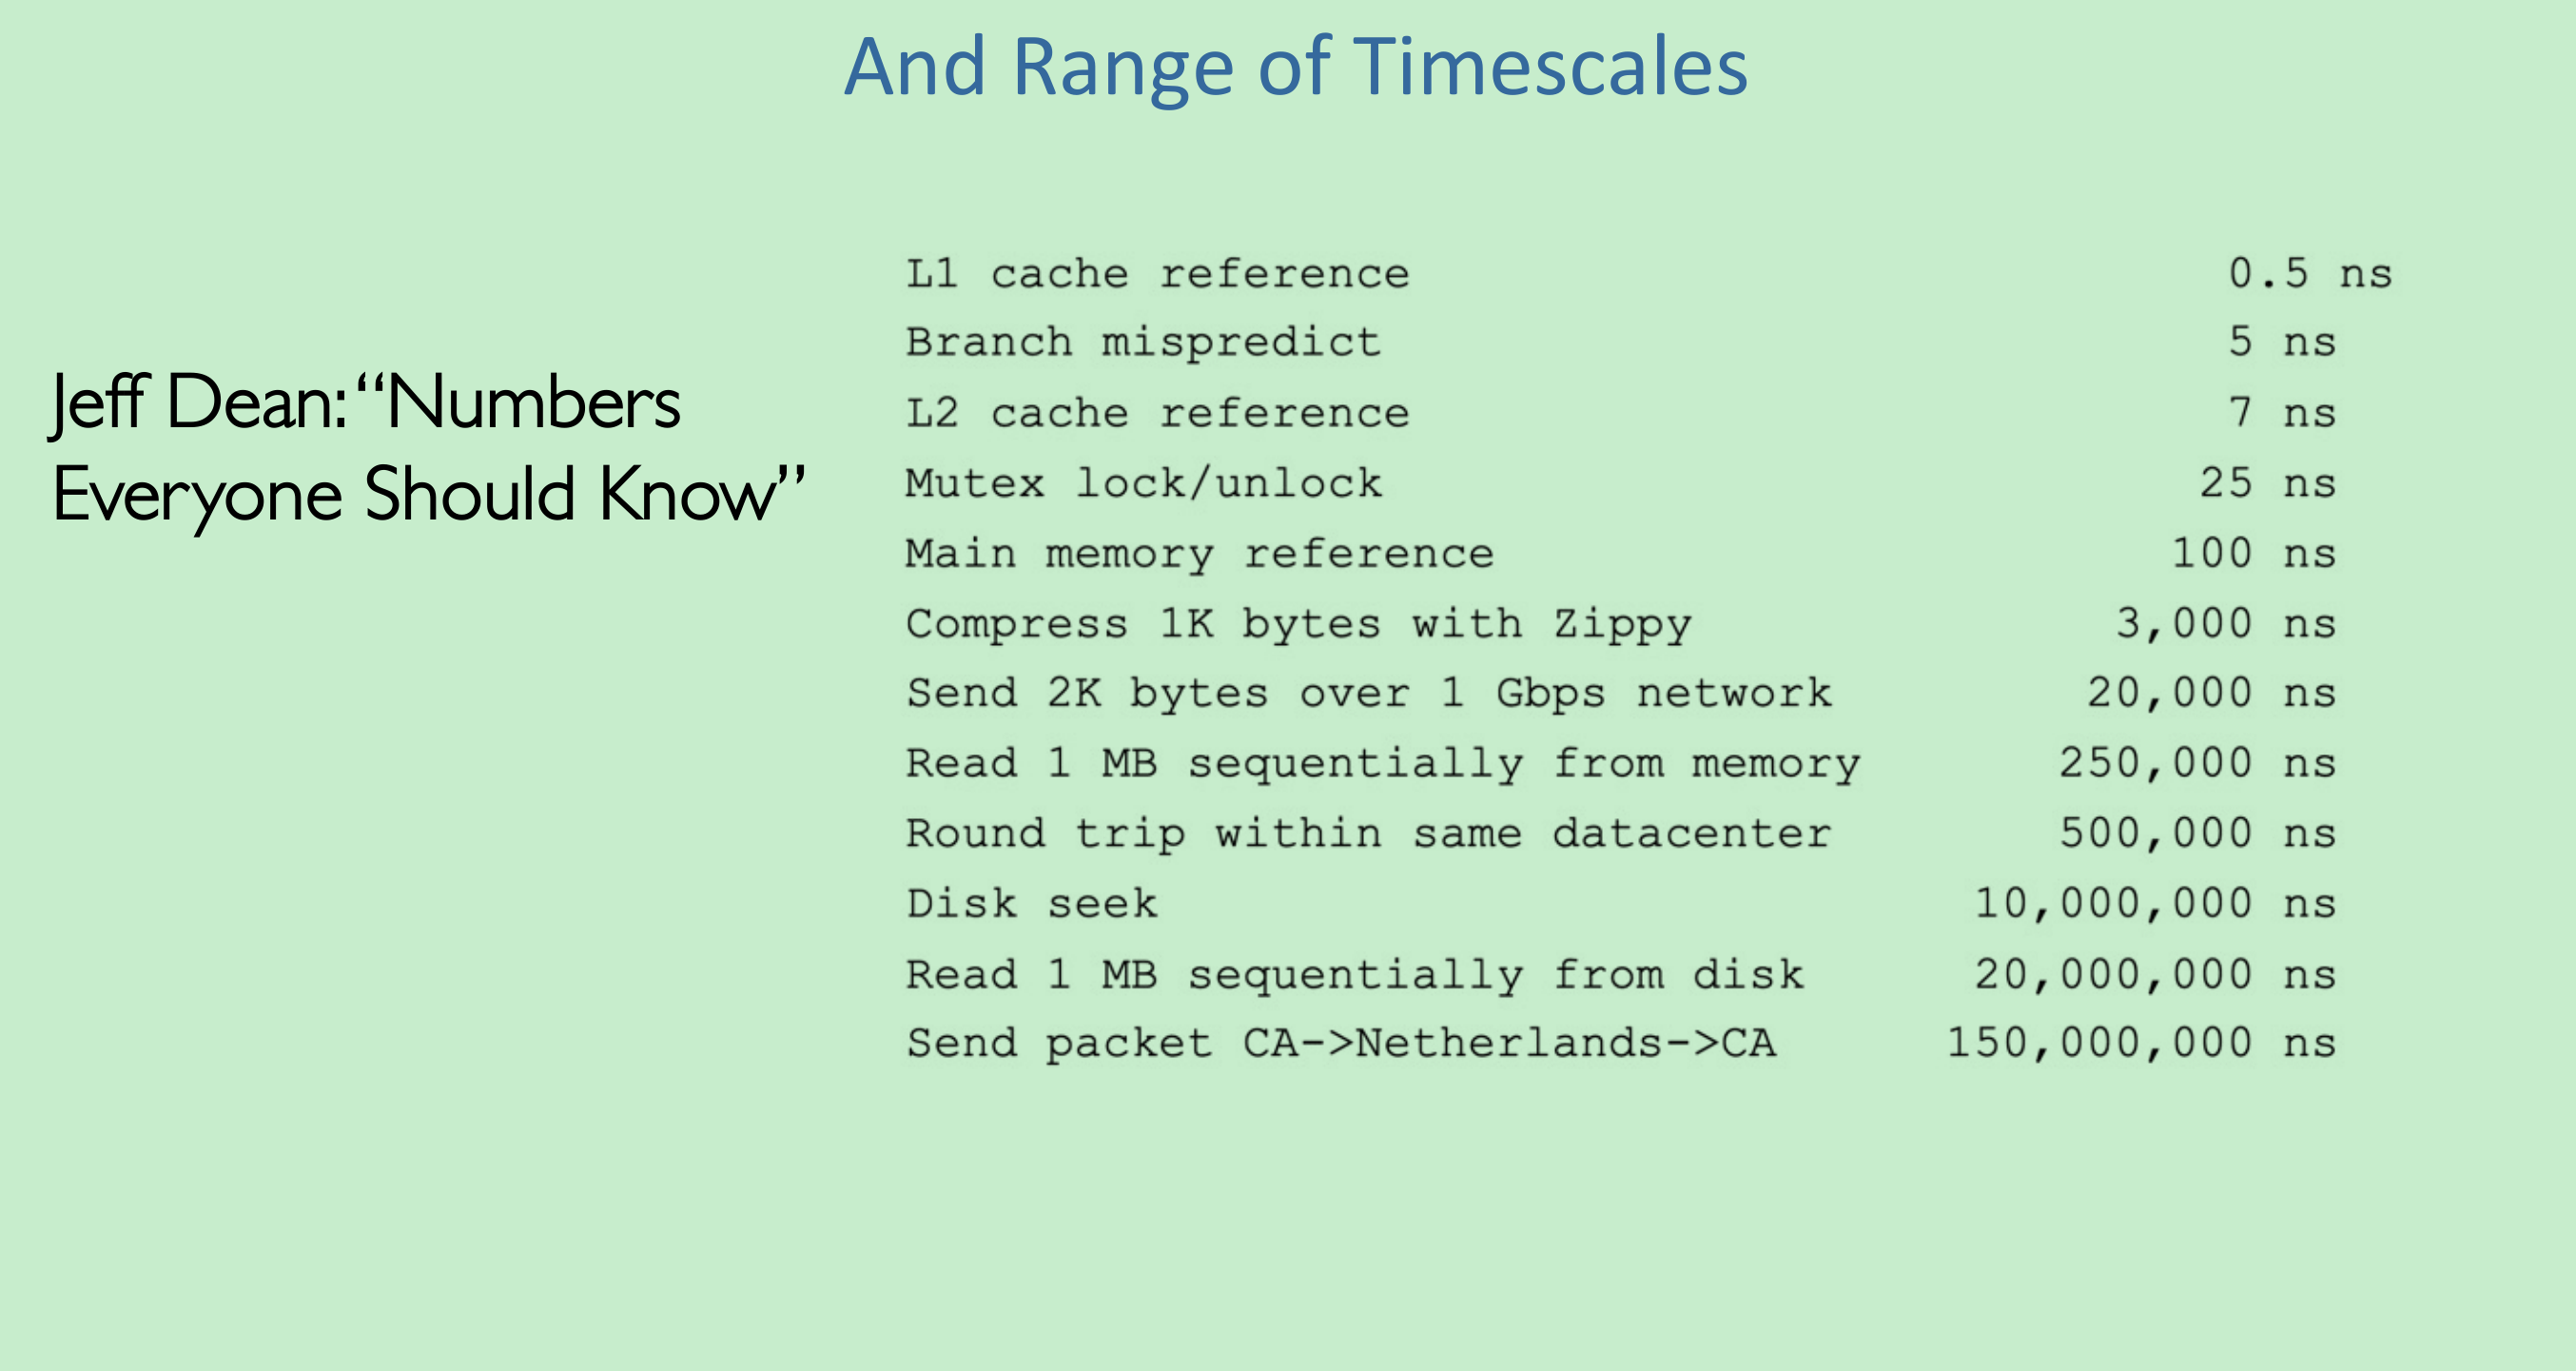 And Range of Timescales
Jeff Dean: “Numbers
Everyone Should Know”
L1 cache reference 0.5 ns
Branch mispredict 5 ns
L2 cache reference 7 ns
Mutex lock/unlock 25 ns
Main memory reference 100 ns
Compress 1K bytes with Zippy 3,000 ns
Send 2K bytes over 1 Gbps network 20,000 ns
Read 1 MB sequentially from memory 250,000 ns
Round trip within same datacenter 500,000 ns
Disk seek 10,000,000 ns
Read 1 MB sequentially from disk 20,000,000 ns
Send packet CA->Netherlands->CA 150,000,000 ns